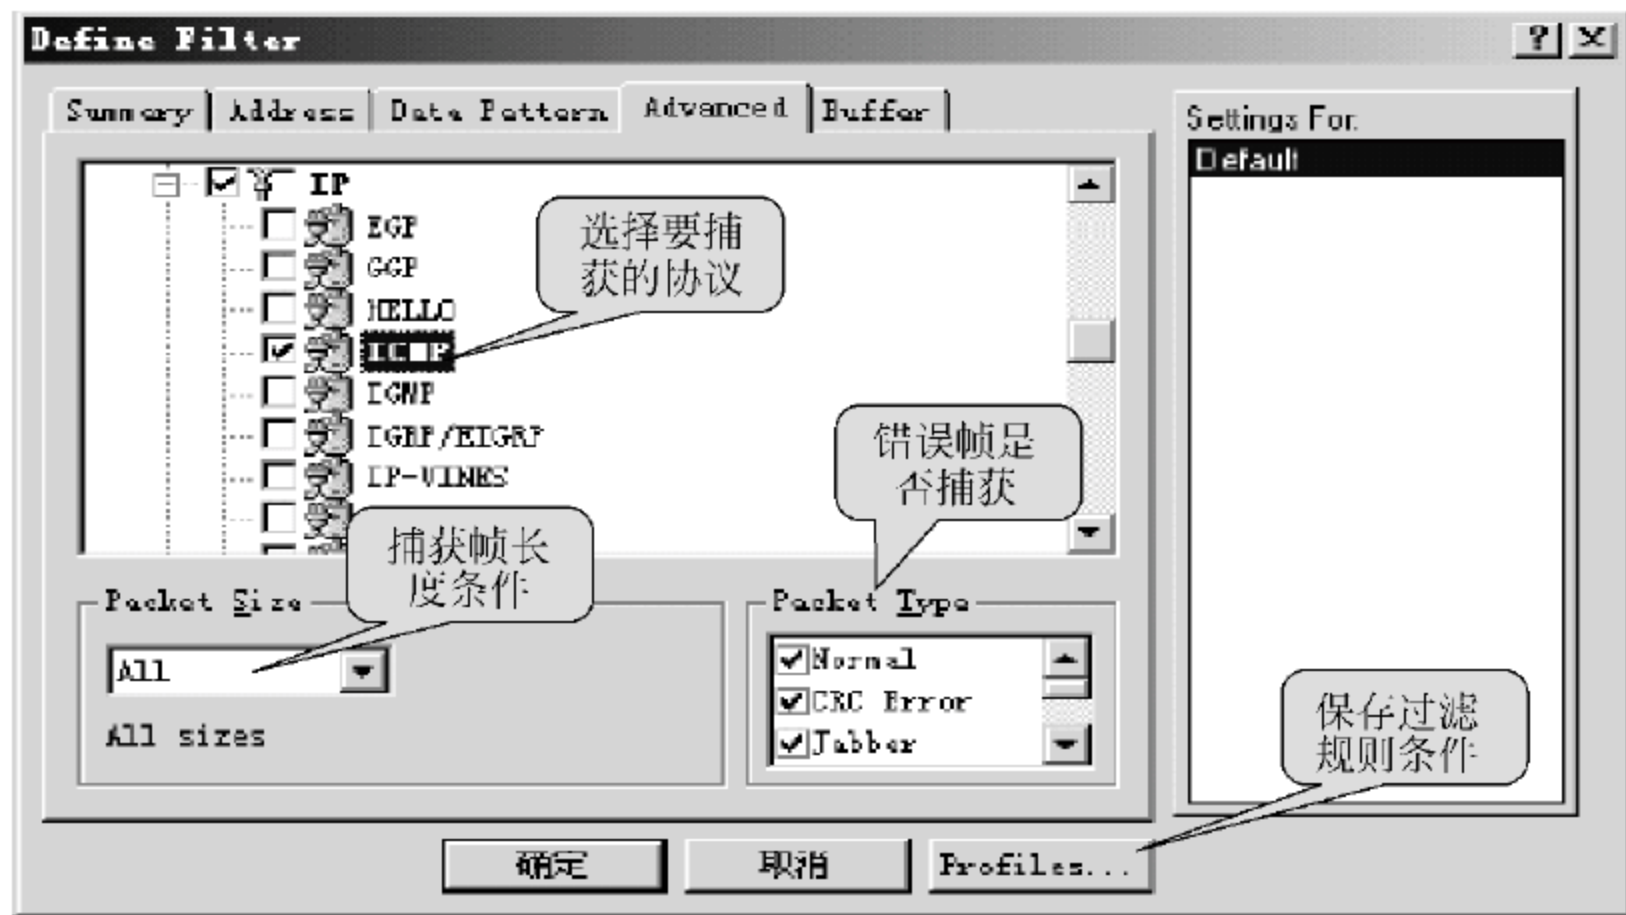 Define Filter
Summary Address Data Pattern Advanced Buffer
Settings For:
Default
IP
EGP
GGP
HELLO
ICMP
IGMP
IGRP/EIGRP
IP-VINES
选择要捕
获的协议
错误帧是
否捕获
捕获帧长
度条件
Packet Size
All
All sizes
Packet Type
Normal
CRC Error
Jabber
保存过滤
规则条件
确定 取消 Profiles...